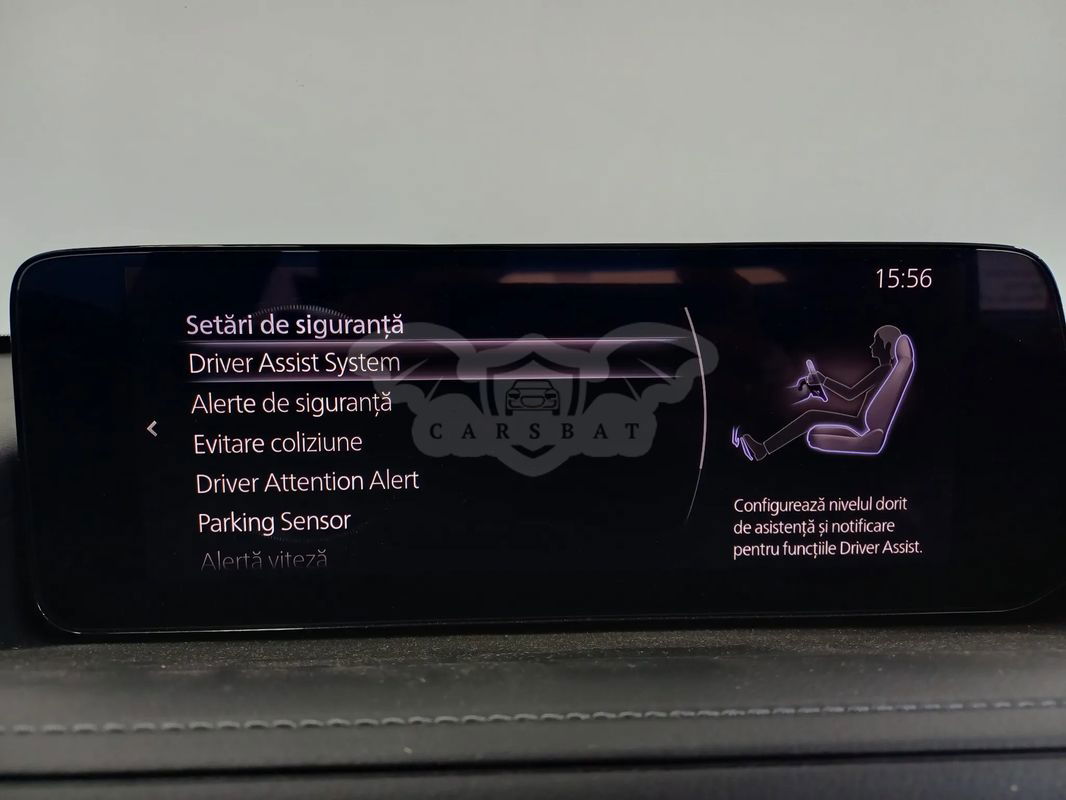 15:56
Setări de siguranță
Driver Assist System
Alerte de siguranță
Evitare coliziune
Driver Attention Alert
Parking Sensor
Alertă viteză
Configurează nivelul dorit
de asistență și notificare
pentru funcțiile Driver Assist.
CARSBAT